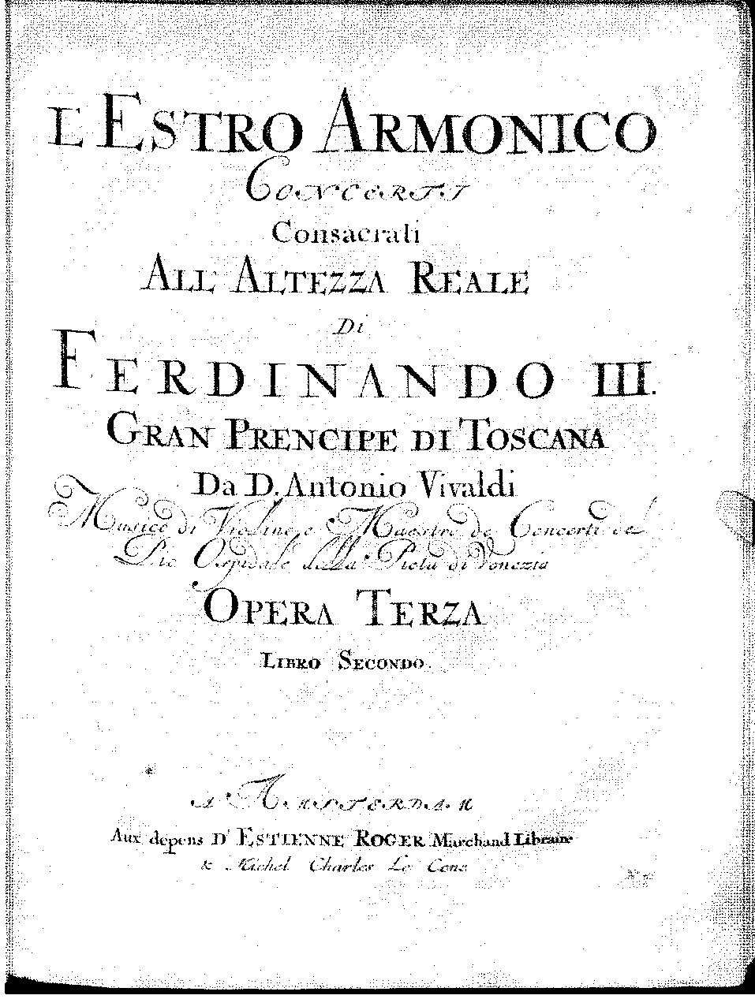 L'ESTRO ARMONICO
CONCERTI
Consacrati
ALL' ALTEZZA REALE
Di
FERDINANDO III.
GRAN PRENCIPE DI TOSCANA
Da D. Antonio Vivaldi
Musico di Violino e Maestro de Concerti del
Pio Ospidale della Pieta di Venezia
OPERA TERZA
LIBRO SECONDO.
A AMSTERDAM
Aux depens D'ESTIENNE ROGER Marchand Libraire
& Michel Charles Le Cene